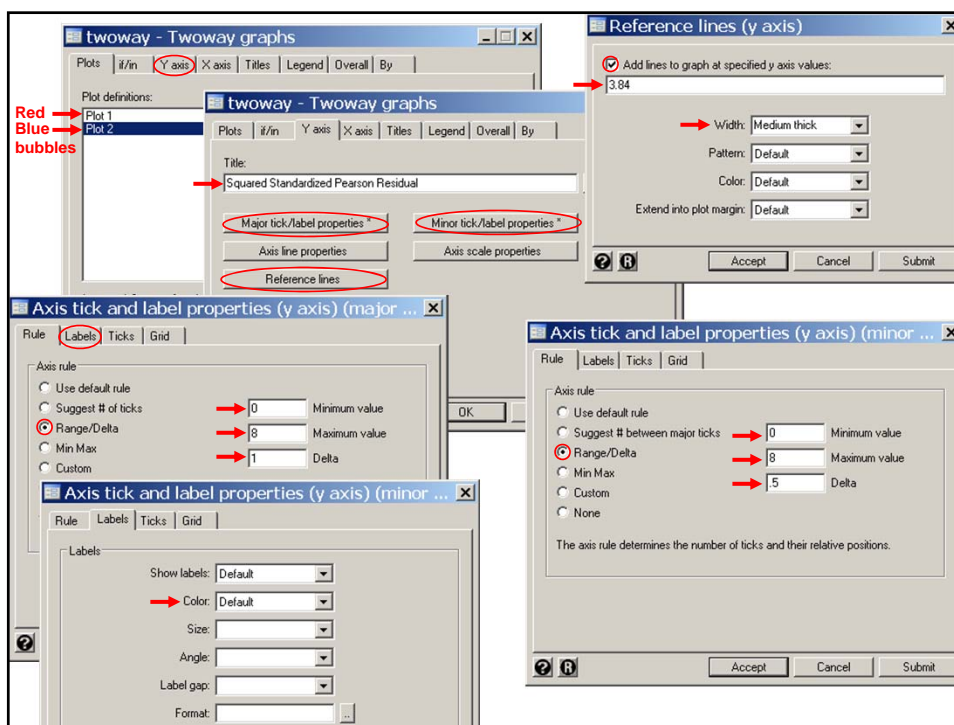 twoway - Twoway graphs
Plots if/in Y axis X axis Titles Legend Overall By
Plot definitions:
Red
Plot 1
Blue
Plot 2
bubbles
twoway - Twoway graphs
Plots if/in Y axis X axis Titles Legend Overall By
Title:
Squared Standardized Pearson Residual
Major tick/label properties *
Minor tick/label properties *
Axis line properties
Axis scale properties
Reference lines
OK
Reference lines (y axis)
Add lines to graph at specified y axis values:
3.84
Width: Medium thick
Pattern: Default
Color: Default
Extend into plot margin: Default
? R Accept Cancel Submit
Axis tick and label properties (y axis) (major ...
Rule Labels Ticks Grid
Axis rule
Use default rule
Suggest # of ticks
0 Minimum value
Range/Delta
8 Maximum value
Min Max
1 Delta
Custom
?
Axis tick and label properties (y axis) (minor ...
Rule Labels Ticks Grid
Labels
Show labels: Default
Color: Default
Size:
Angle:
Label gap:
Format:
..
Axis tick and label properties (y axis) (minor ...
Rule Labels Ticks Grid
Axis rule
Use default rule
Suggest # between major ticks
0 Minimum value
Range/Delta
8 Maximum value
Min Max
.5 Delta
Custom
None
The axis rule determines the number of ticks and their relative positions.
? R Accept Cancel Submit